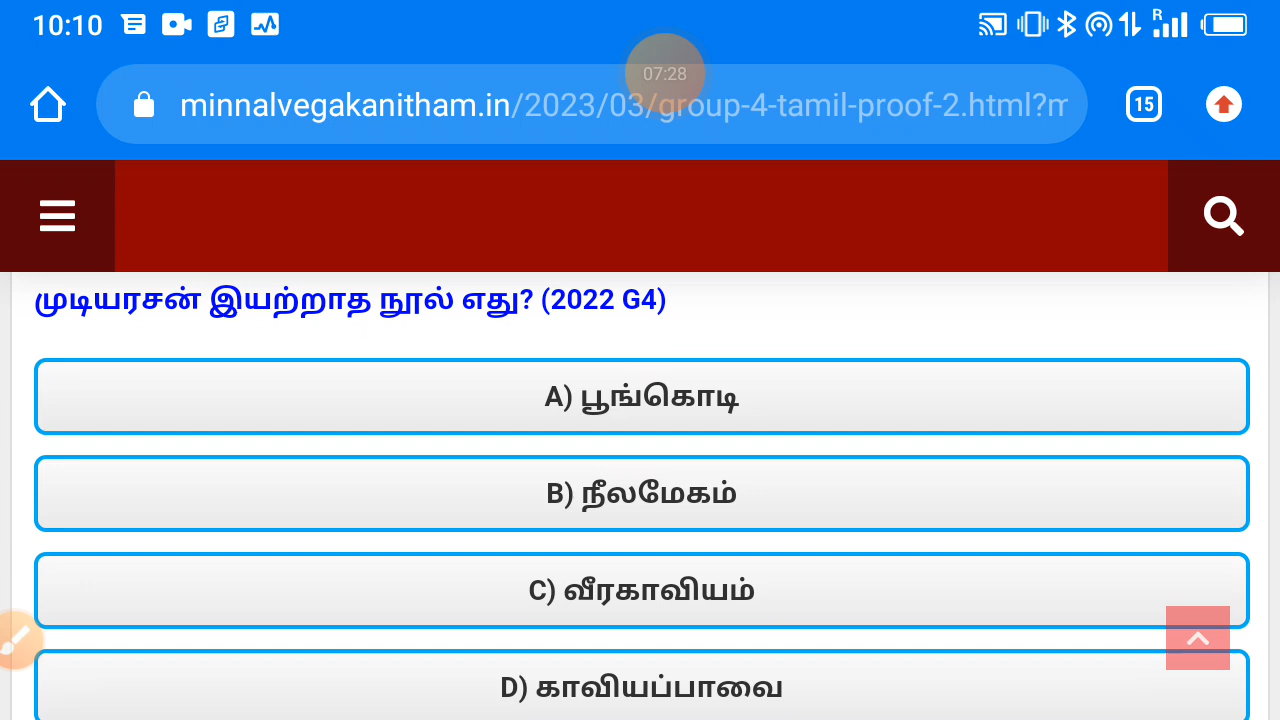 10:10
R
07:28
minnalvegakanitham.in/2023/03/group-4-tamil-proof-2.html?m
15
முடியரசன் இயற்றாத நூல் எது? (2022 G4)
A) பூங்கொடி
B) நீலமேகம்
C) வீரகாவியம்
D) காவியப்பாவை